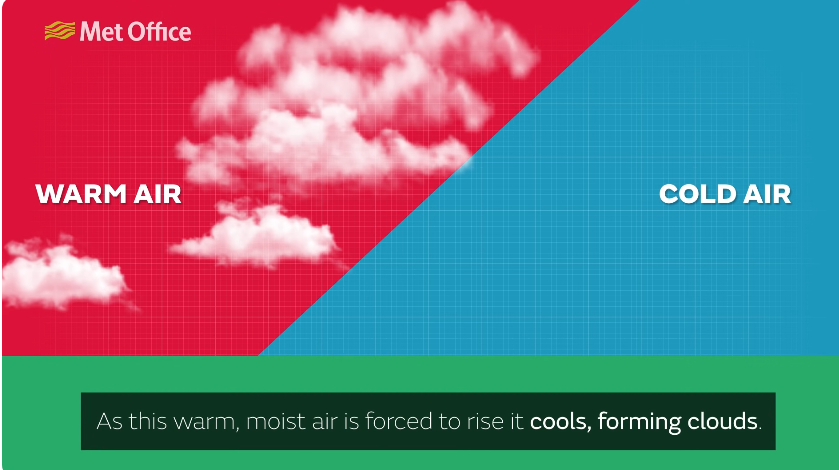 Met Office
WARM AIR
COLD AIR
As this warm, moist air is forced to rise it cools, forming clouds.